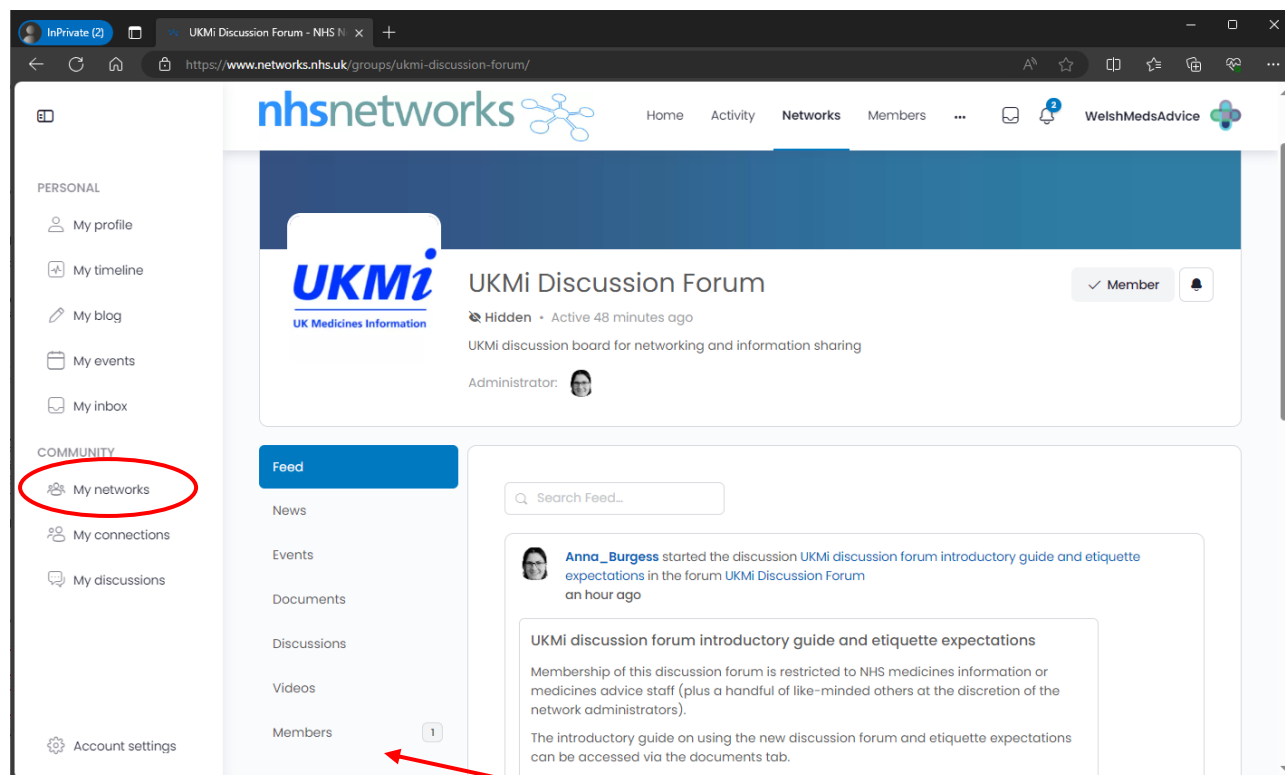 InPrivate (2)
UKMi Discussion Forum - NHS N
https://www.networks.nhs.uk/groups/ukmi-discussion-forum/
nhsnetworks
Home
Activity
Networks
Members
...
2
WelshMedsAdvice
PERSONAL
My profile
My timeline
My blog
My events
My inbox
COMMUNITY
My networks
My connections
My discussions
Account settings
UKMi
UK Medicines Information
UKMi Discussion Forum
Hidden • Active 48 minutes ago
UKMi discussion board for networking and information sharing
Administrator:
Member
Feed
News
Events
Documents
Discussions
Videos
Members 1
Search Feed...
Anna_Burgess started the discussion UKMi discussion forum introductory guide and etiquette
expectations in the forum UKMi Discussion Forum
an hour ago
UKMi discussion forum introductory guide and etiquette expectations
Membership of this discussion forum is restricted to NHS medicines information or
medicines advice staff (plus a handful of like-minded others at the discretion of the
network administrators).
The introductory guide on using the new discussion forum and etiquette expectations
can be accessed via the documents tab.